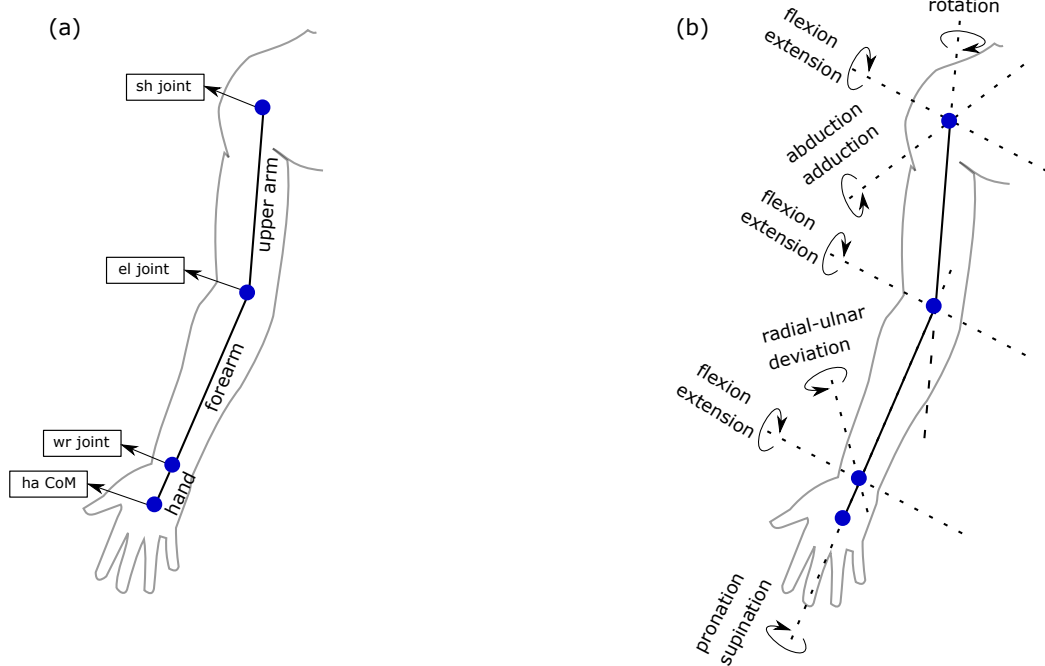 (a)
sh joint
upper arm
el joint
forearm
wr joint
ha CoM
hand
(b)
rotation
flexion
extension
abduction
adduction
flexion
extension
radial-ulnar
deviation
flexion
extension
pronation
supination